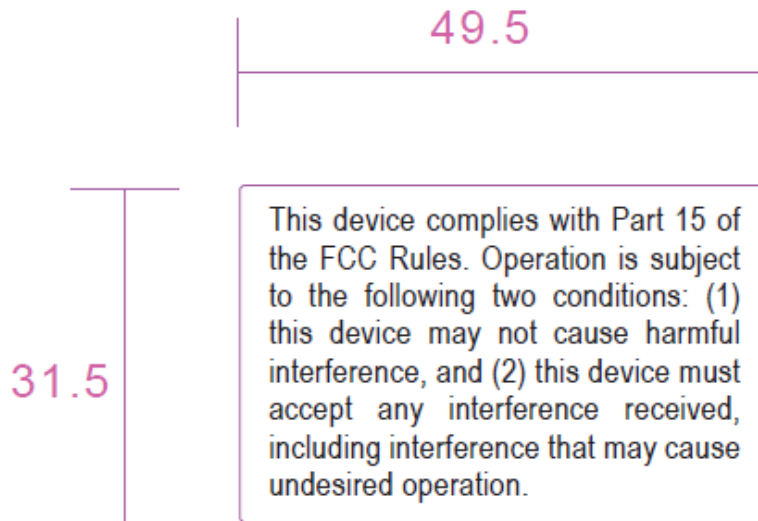 49.5
This device complies with Part 15 of
the FCC Rules. Operation is subject
to the following two conditions: (1)
this device may not cause harmful
31.5
interference, and (2) this device must
accept any interference received,
including interference that may cause
undesired operation.